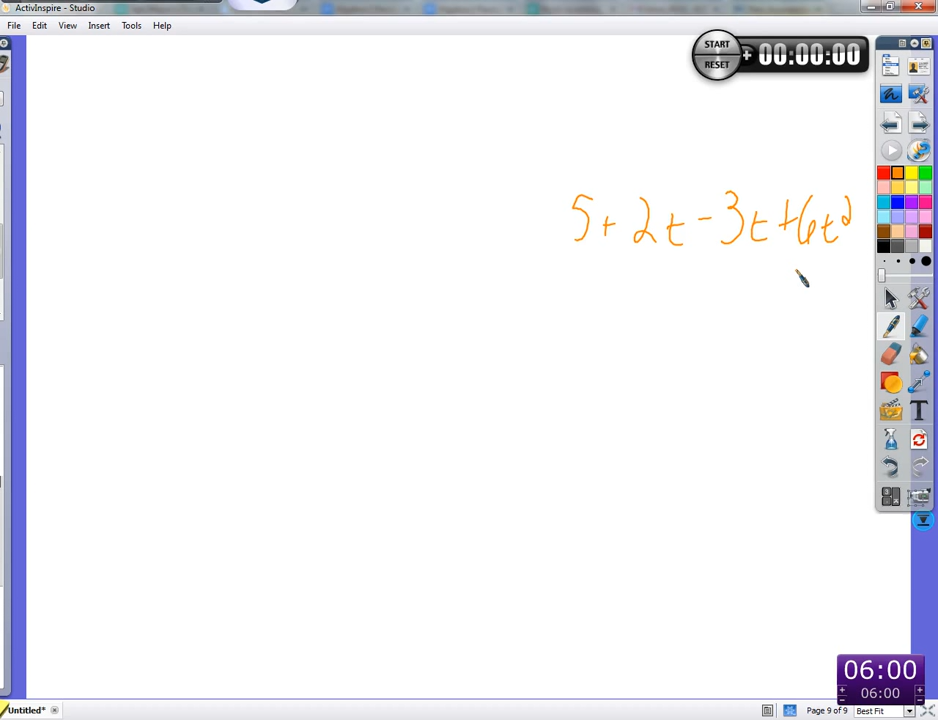 ActivInspire - Studio
File Edit View Insert Tools Help
START
RESET
+ 00:00:00
5 + 2t - 3t + 6t²
T
06:00
06:00
Untitled*
Page 9 of 9
Best Fit